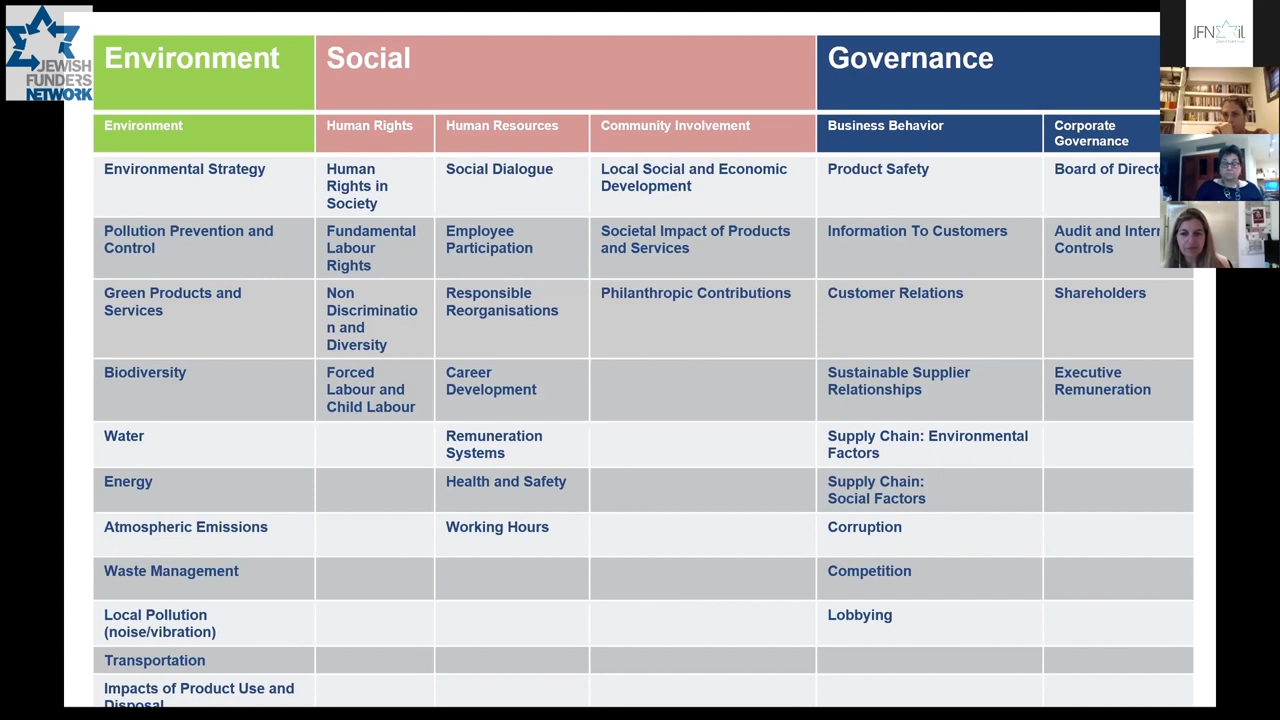 JEWISH
FUNDERS
NETWORK
JFN
Environment Social Governance
Environment Human Rights Human Resources Community Involvement Business Behavior Corporate
Governance
Environmental Strategy
Human
Rights in
Society
Social Dialogue
Local Social and Economic
Development
Product Safety
Board of Direct
Pollution Prevention and
Control
Fundamental
Labour
Rights
Employee
Participation
Societal Impact of Products
and Services
Information To Customers
Audit and Intern
Controls
Green Products and
Services
Non
Discriminatio
n and
Diversity
Responsible
Reorganisations
Philanthropic Contributions
Customer Relations
Shareholders
Biodiversity
Forced
Labour and
Child Labour
Career
Development
Sustainable Supplier
Relationships
Executive
Remuneration
Water
Remuneration
Systems
Supply Chain: Environmental
Factors
Energy
Health and Safety
Supply Chain:
Social Factors
Atmospheric Emissions
Working Hours
Corruption
Waste Management
Competition
Local Pollution
(noise/vibration)
Lobbying
Transportation
Impacts of Product Use and
Disposal